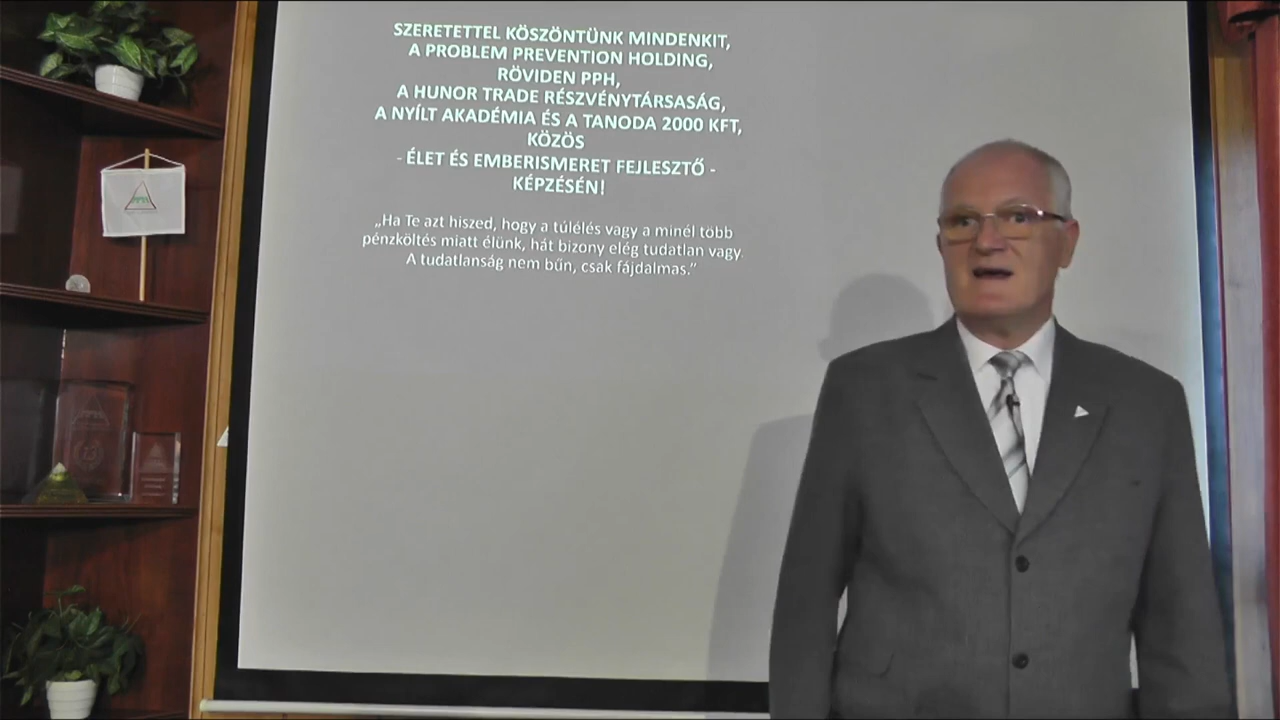 SZERETETTEL KÖSZÖNTÜNK MINDENKIT,
A PROBLEM PREVENTION HOLDING,
RÖVIDEN PPH,
A HUNOR TRADE RÉSZVÉNYTÁRSASÁG,
A NYÍLT AKADÉMIA ÉS A TANODA 2000 KFT,
KÖZÖS
- ÉLET ÉS EMBERISMERET FEJLESZTŐ -
KÉPZÉSÉN!
„Ha Te azt hiszed, hogy a túlélés vagy a minél több
pénzköltés miatt élünk, hát bizony elég tudatlan vagy.
A tudatlanság nem bűn, csak fájdalmas.”